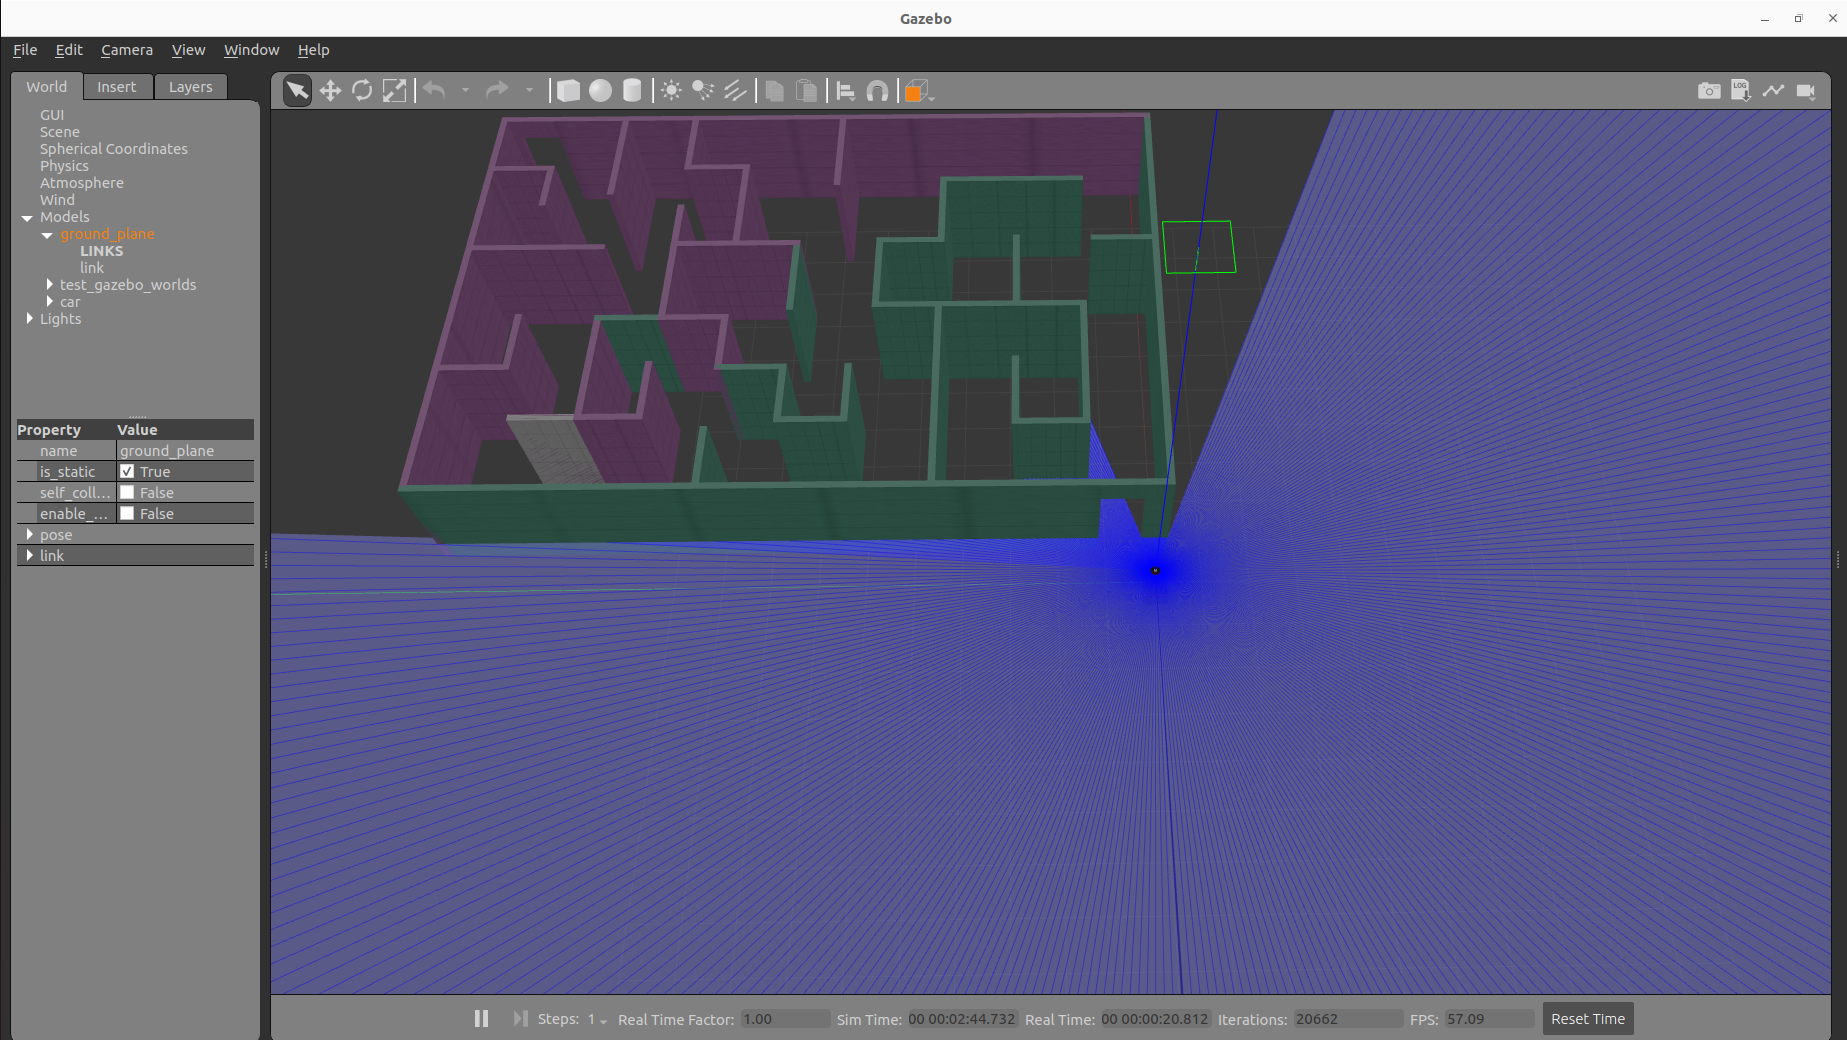 Gazebo
File Edit Camera View Window Help
World Insert Layers
LOG
GUI
Scene
Spherical Coordinates
Physics
Atmosphere
Wind
Models
ground_plane
LINKS
link
test_gazebo_worlds
car
Lights
Property Value
name ground_plane
is_static True
self_coll... False
enable_... False
pose
link
Steps: 1 Real Time Factor: 1.00 Sim Time: 00 00:02:44.732 Real Time: 00 00:00:20.812 Iterations: 20662 FPS: 57.09 Reset Time